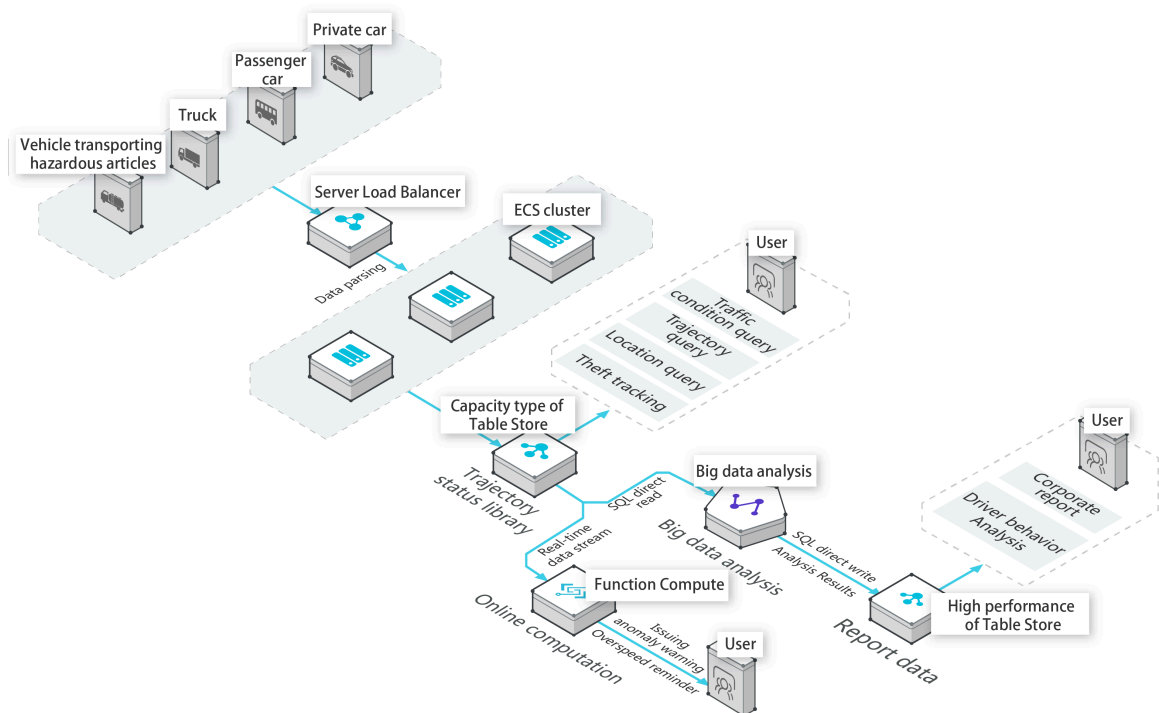 Private car
Passenger
car
Truck
Vehicle transporting
hazardous articles
Server Load Balancer
ECS cluster
Data parsing
User
Traffic
condition query
Trajectory
query
Location query
Theft tracking
Capacity type of
Table Store
Trajectory
status library
SQL direct
read
Big data analysis
Big data analysis
Real-time
data stream
Function Compute
Online computation
Issuing
anomaly warning
Overspeed reminder
User
SQL direct write
Analysis Results
High performance
of Table Store
Report data
User
Corporate
report
Driver behavior
Analysis